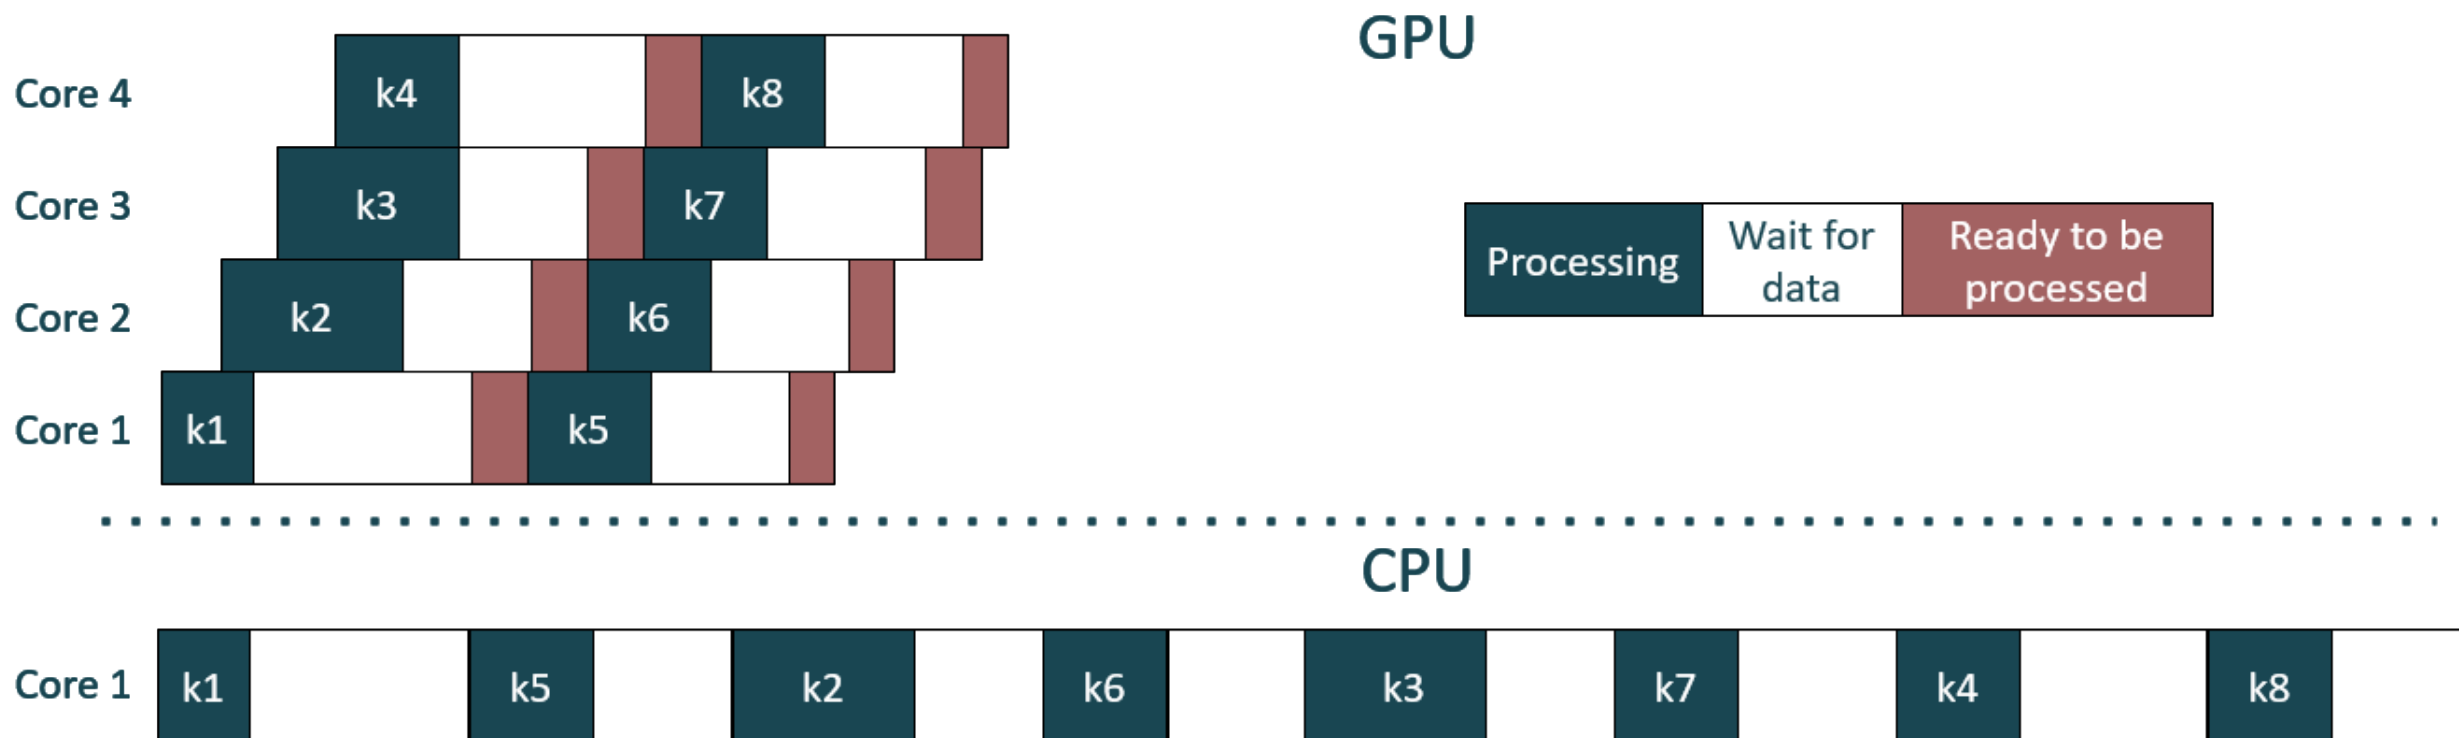 GPU
Core 4
k4
k8
Core 3
k3
k7
Core 2
k2
k6
Core 1
k1
k5
Processing
Wait for
data
Ready to be
processed
CPU
Core 1
k1
k5
k2
k6
k3
k7
k4
k8